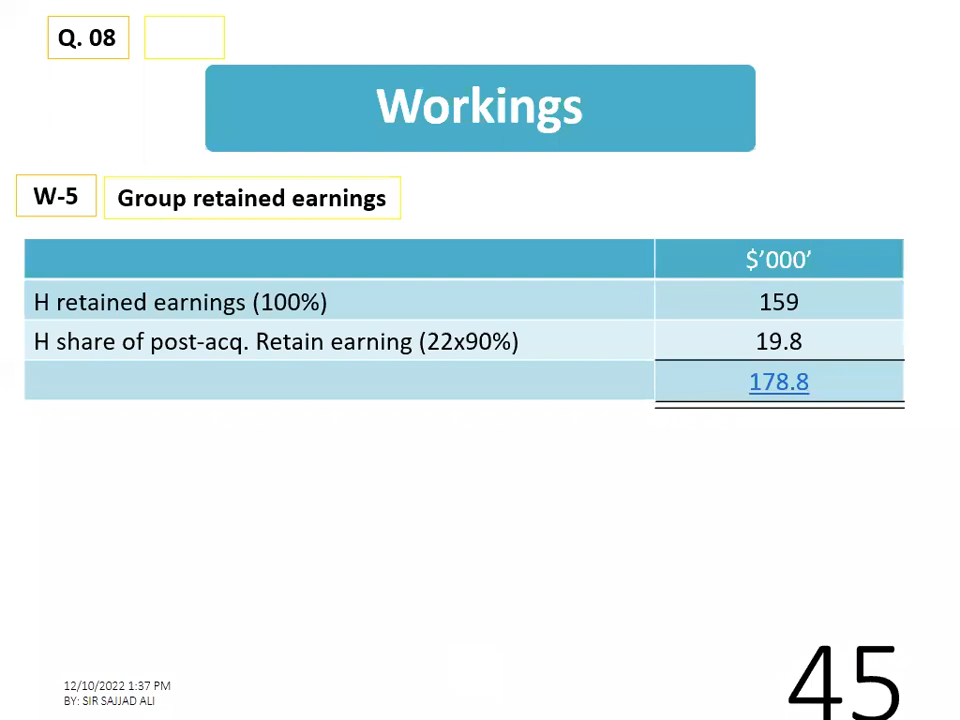 Q. 08
Workings
W-5
Group retained earnings
$’000’
H retained earnings (100%) 159
H share of post-acq. Retain earning (22x90%) 19.8
178.8
12/10/2022 1:37 PM
BY: SIR SAJJAD ALI
45